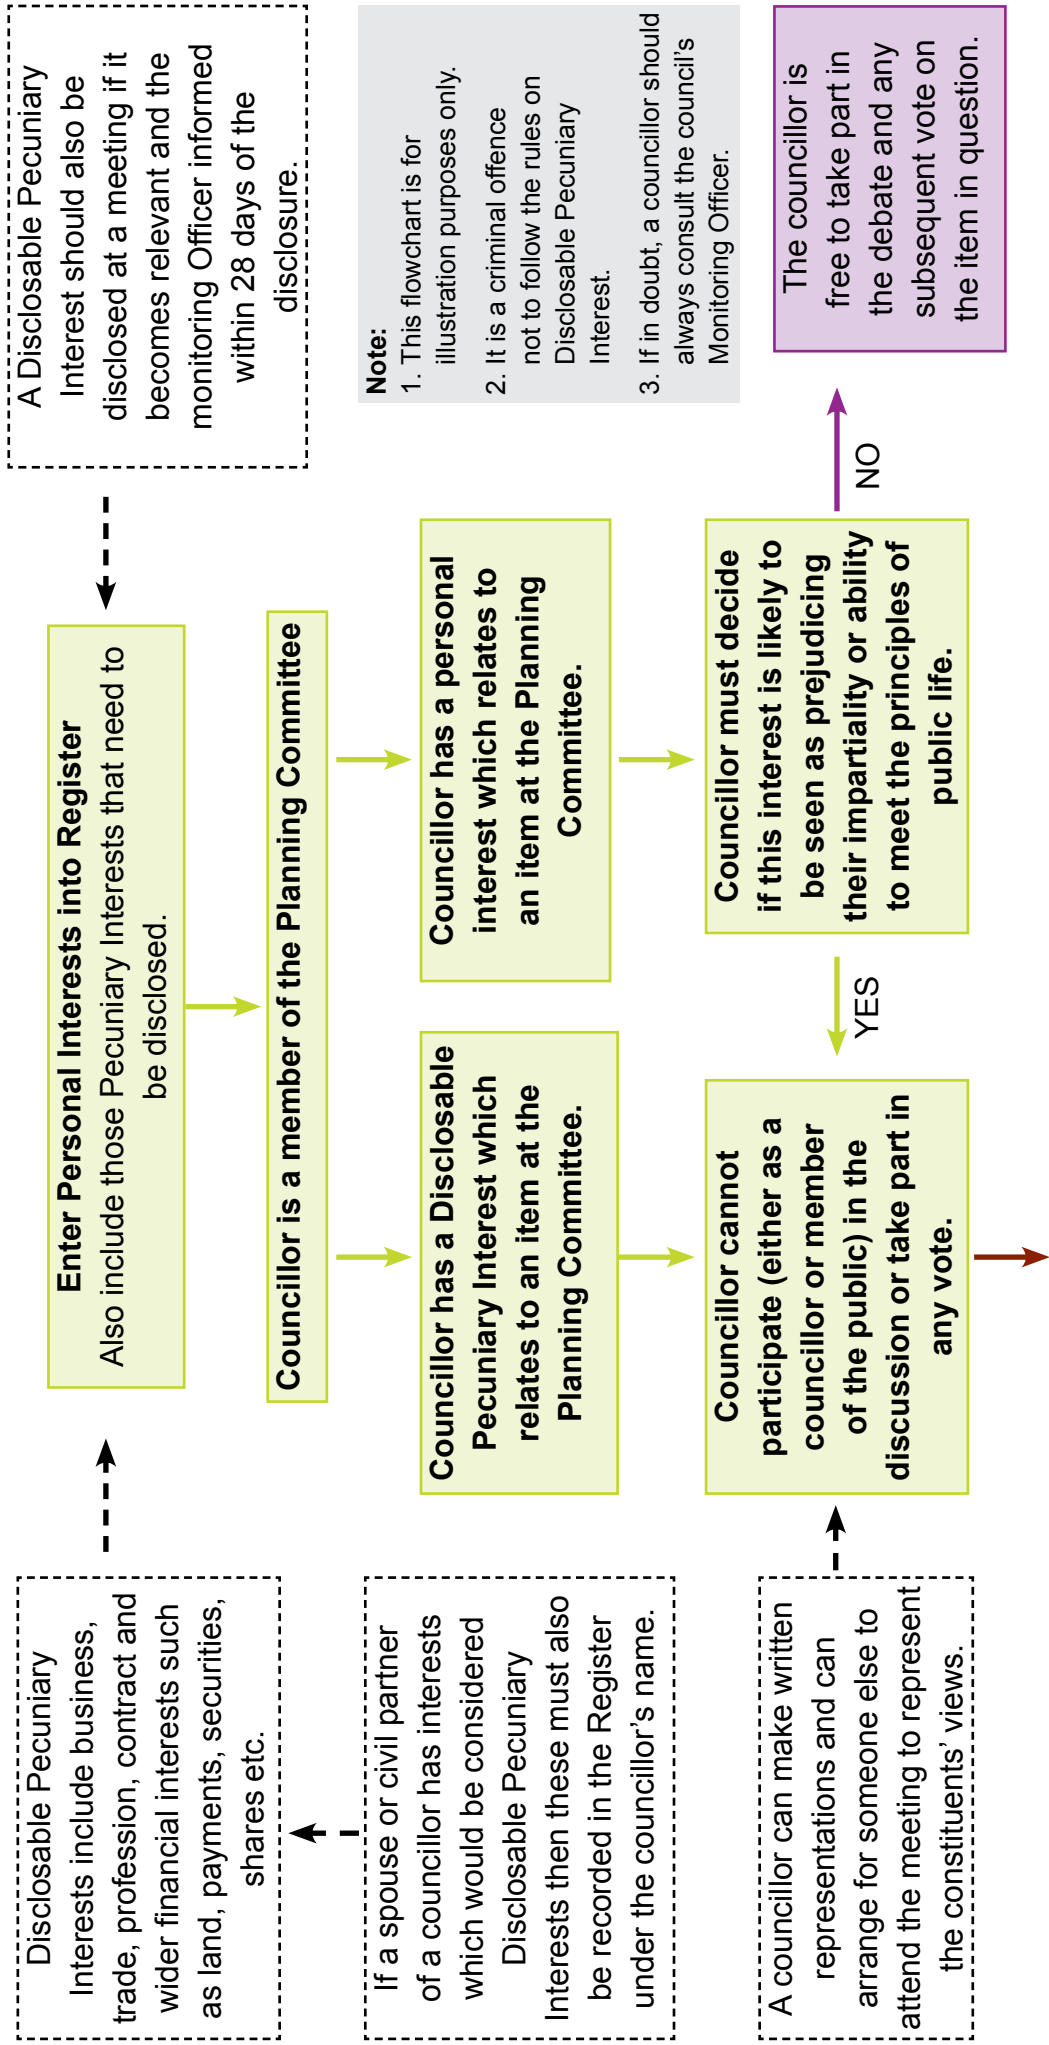 Disclosable Pecuniary
Interests include business,
trade, profession, contract and
wider financial interests such
as land, payments, securities,
shares etc.
Enter Personal Interests into Register
Also include those Pecuniary Interests that need to
be disclosed.
A Disclosable Pecuniary
Interest should also be
disclosed at a meeting if it
becomes relevant and the
monitoring Officer informed
within 28 days of the
disclosure.
Councillor is a member of the Planning Committee
If a spouse or civil partner
of a councillor has interests
which would be considered
Disclosable Pecuniary
Interests then these must also
be recorded in the Register
under the councillor's name.
Councillor has a Disclosable
Pecuniary Interest which
relates to an item at the
Planning Committee.
Councillor has a personal
interest which relates to
an item at the Planning
Committee.
Note:
1. This flowchart is for
illustration purposes only.
2. It is a criminal offence
not to follow the rules on
Disclosable Pecuniary
Interest.
3. If in doubt, a councillor should
always consult the council's
Monitoring Officer.
A councillor can make written
representations and can
arrange for someone else to
attend the meeting to represent
the constituents' views.
Councillor cannot
participate (either as a
councillor or member
of the public) in the
discussion or take part in
any vote.
YES
Councillor must decide
if this interest is likely to
be seen as prejudicing
their impartiality or ability
to meet the principles of
public life.
NO
The councillor is
free to take part in
the debate and any
subsequent vote on
the item in question.